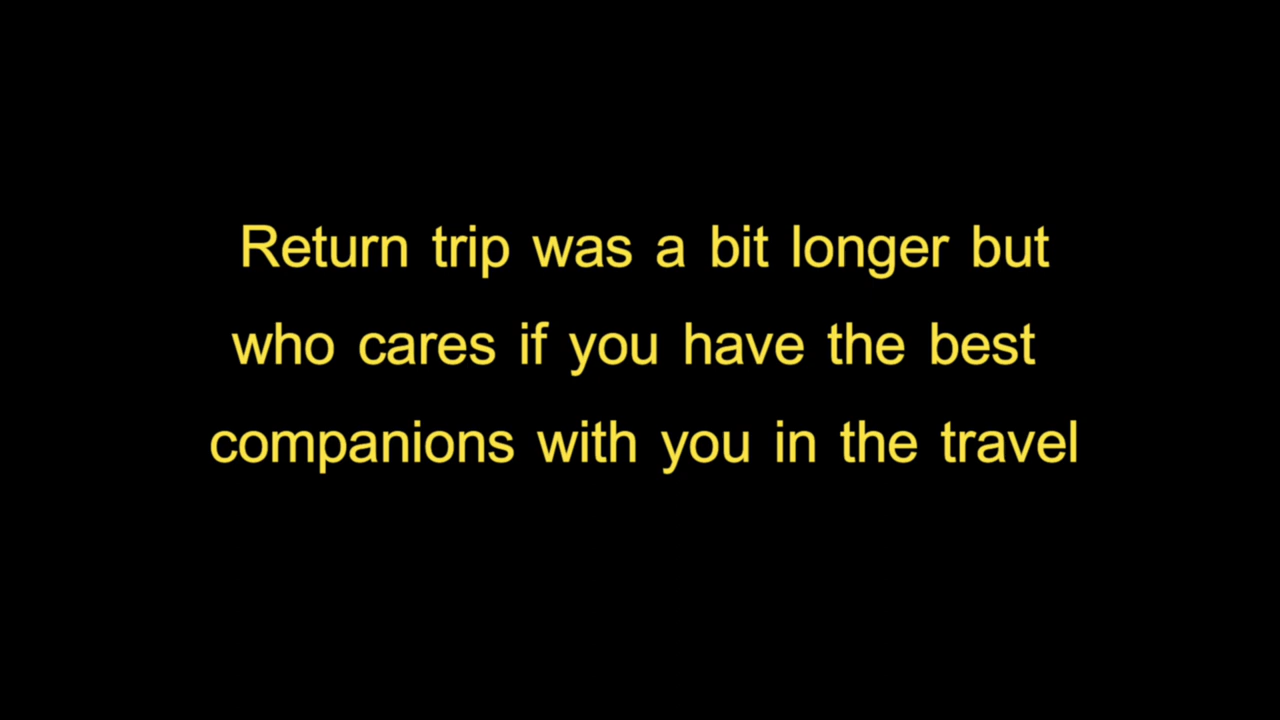 Return trip was a bit longer but
who cares if you have the best
companions with you in the travel